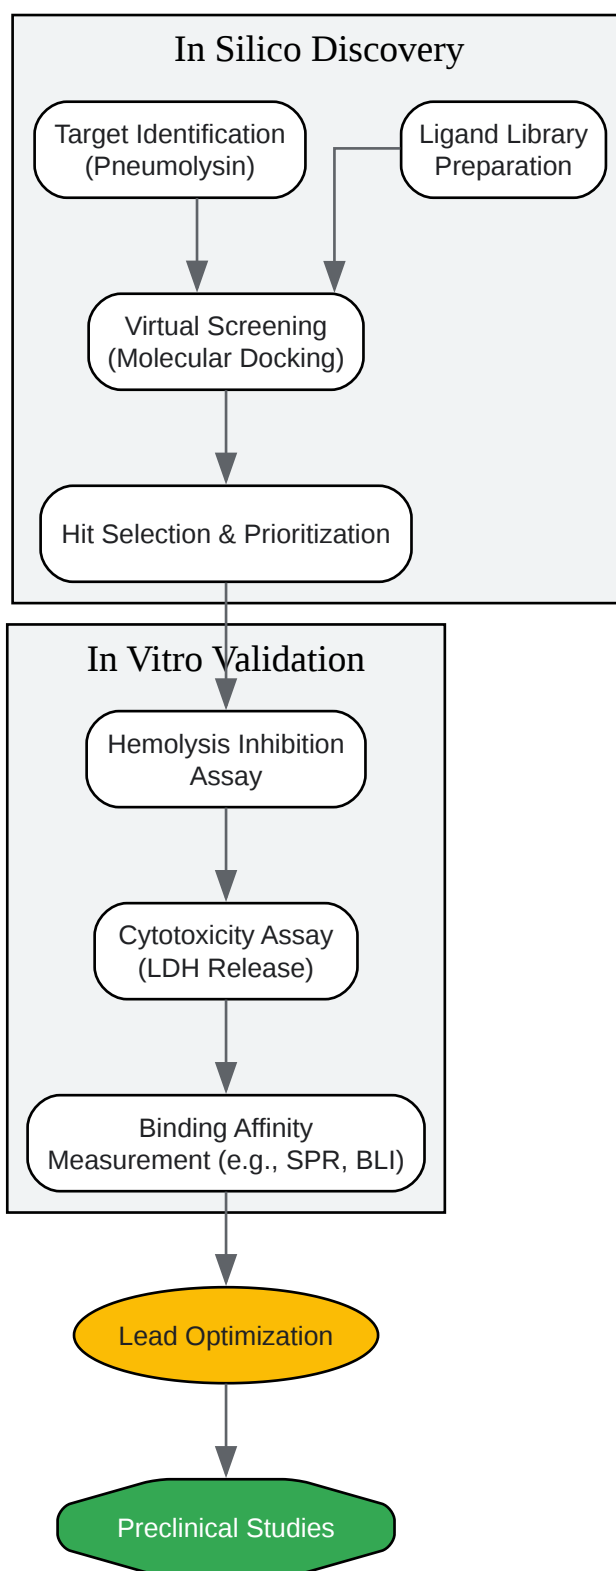 In Silico Discovery
Target Identification
(Pneumolysin)
Ligand Library
Preparation
Virtual Screening
(Molecular Docking)
Hit Selection & Prioritization
In Vitro Validation
Hemolysis Inhibition
Assay
Cytotoxicity Assay
(LDH Release)
Binding Affinity
Measurement (e.g., SPR, BLI)
Lead Optimization
Preclinical Studies